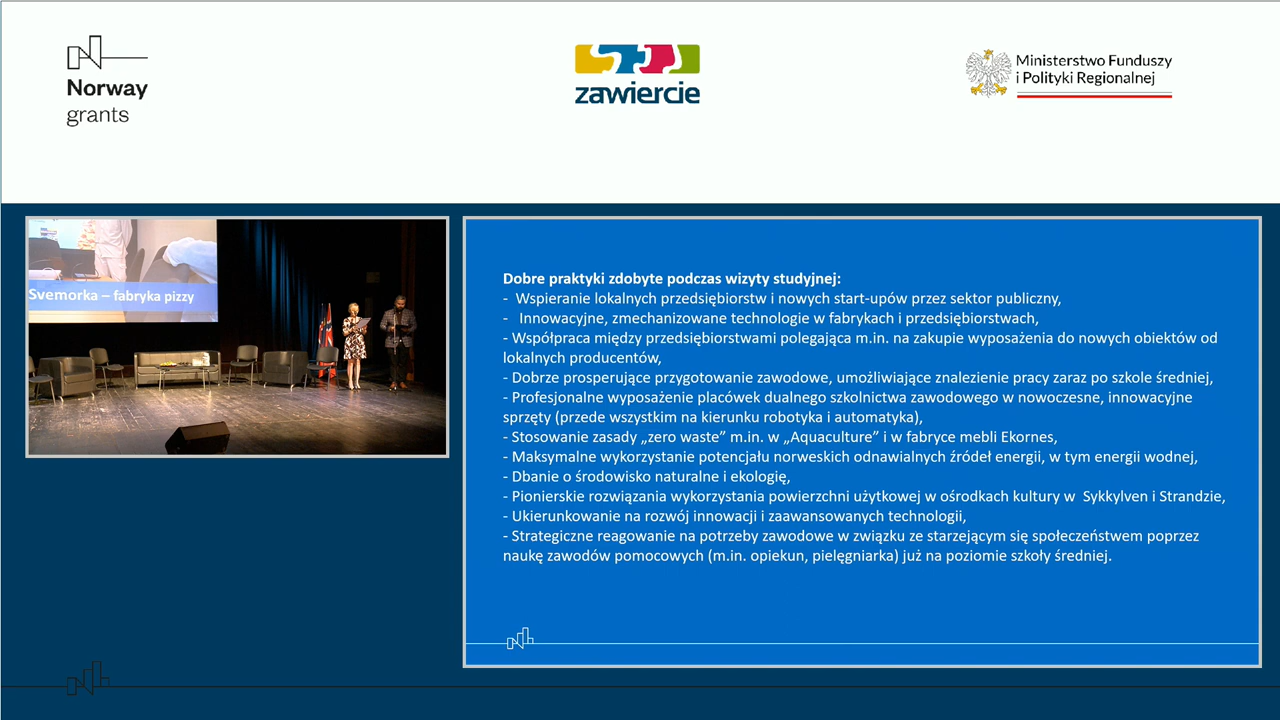 Norway
grants
zawiercie
Ministerstwo Funduszy
i Polityki Regionalnej
Svemorka – fabryka pizzy
Dobre praktyki zdobyte podczas wizyty studyjnej:
- Wspieranie lokalnych przedsiębiorstw i nowych start-upów przez sektor publiczny,
- Innowacyjne, zmechanizowane technologie w fabrykach i przedsiębiorstwach,
- Współpraca między przedsiębiorstwami polegająca m.in. na zakupie wyposażenia do nowych obiektów od
lokalnych producentów,
- Dobrze prosperujące przygotowanie zawodowe, umożliwiające znalezienie pracy zaraz po szkole średniej,
- Profesjonalne wyposażenie placówek dualnego szkolnictwa zawodowego w nowoczesne, innowacyjne
sprzęty (przede wszystkim na kierunku robotyka i automatyka),
- Stosowanie zasady „zero waste” m.in. w „Aquaculture” i w fabryce mebli Ekornes,
- Maksymalne wykorzystanie potencjału norweskich odnawialnych źródeł energii, w tym energii wodnej,
- Dbanie o środowisko naturalne i ekologię,
- Pionierskie rozwiązania wykorzystania powierzchni użytkowej w ośrodkach kultury w Sykkylven i Strandzie,
- Ukierunkowanie na rozwój innowacji i zaawansowanych technologii,
- Strategiczne reagowanie na potrzeby zawodowe w związku ze starzejącym się społeczeństwem poprzez
naukę zawodów pomocowych (m.in. opiekun, pielęgniarka) już na poziomie szkoły średniej.